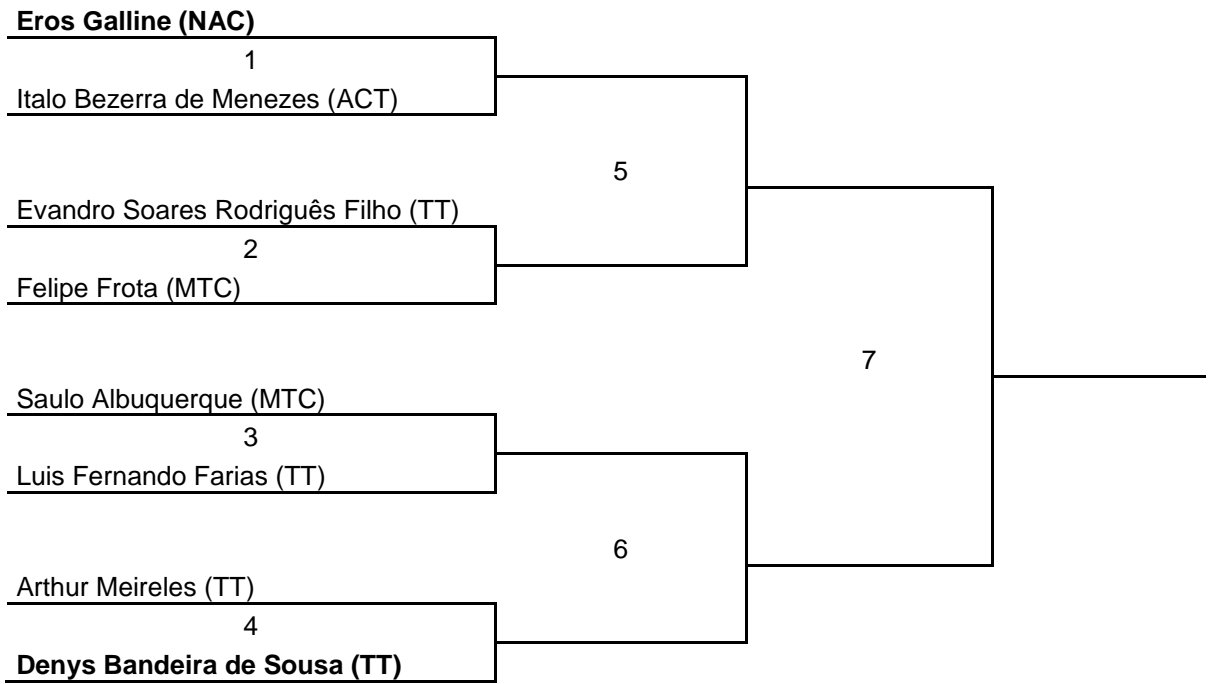 Eros Galline (NAC)
1
Italo Bezerra de Menezes (ACT)
5
Evandro Soares Rodriguês Filho (TT)
2
Felipe Frota (MTC)
7
Saulo Albuquerque (MTC)
3
Luis Fernando Farias (TT)
6
Arthur Meireles (TT)
4
Denys Bandeira de Sousa (TT)